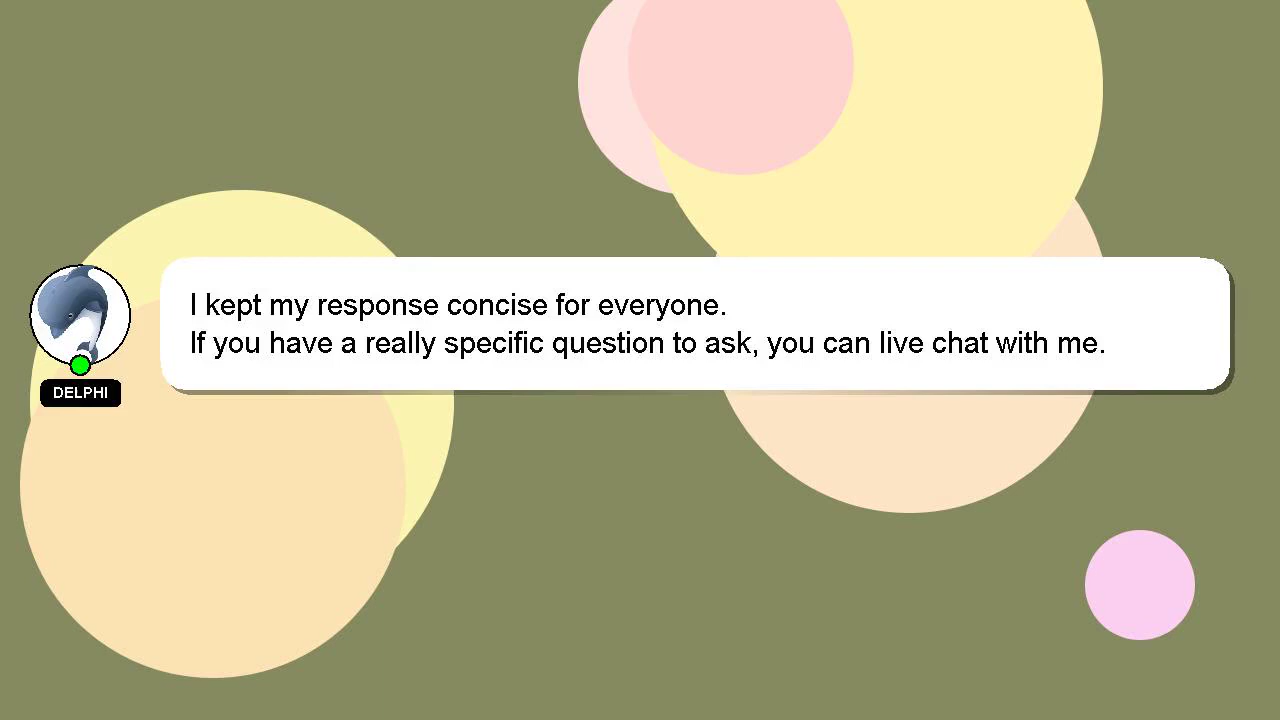 I kept my response concise for everyone.
If you have a really specific question to ask, you can live chat with me.
DELPHI